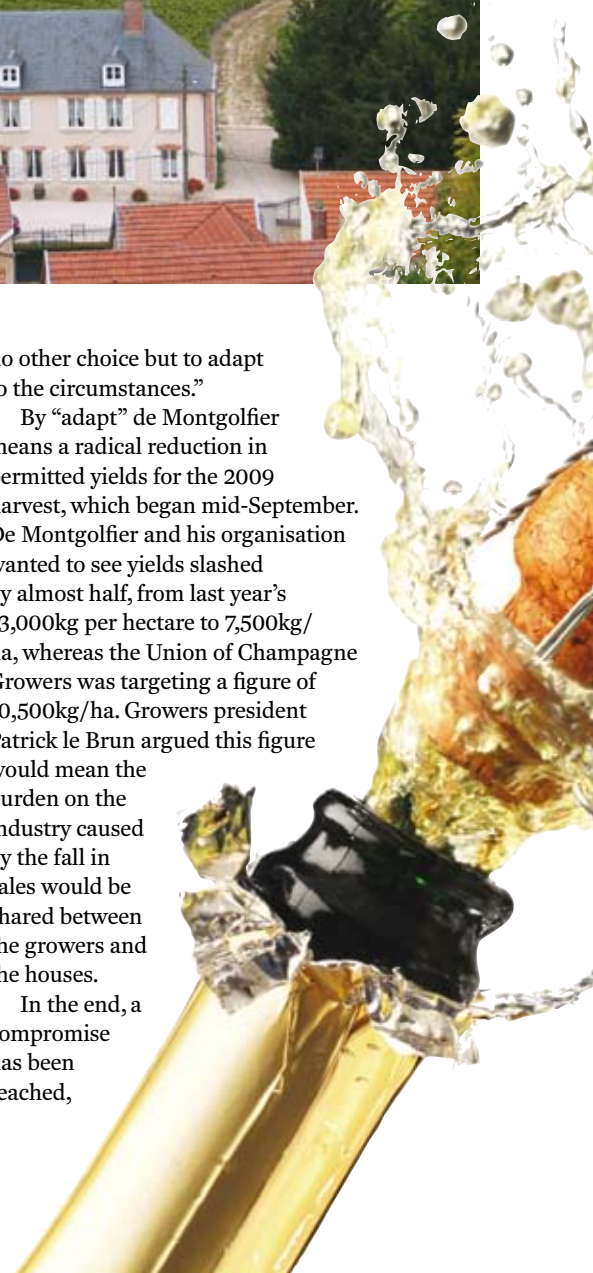 o other choice but to adapt
o the circumstances.”
By “adapt” de Montgolfier
means a radical reduction in
permitted yields for the 2009
harvest, which began mid-September.
De Montgolfier and his organisation
wanted to see yields slashed
by almost half, from last year’s
3,000kg per hectare to 7,500kg/
ha, whereas the Union of Champagne
Growers was targeting a figure of
0,500kg/ha. Growers president
Patrick le Brun argued this figure
would mean the
burden on the
industry caused
by the fall in
sales would be
shared between
the growers and
the houses.
In the end, a
compromise
has been
reached,